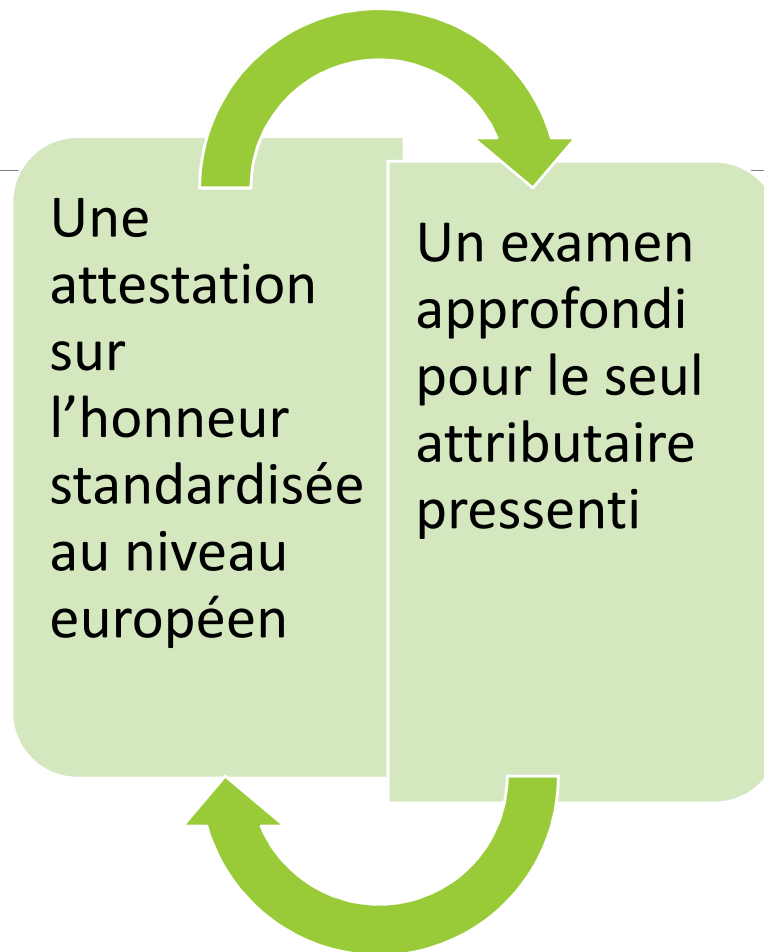 Une
attestation
sur
l’honneur
standardisée
au niveau
européen
Un examen
approfondi
pour le seul
attributaire
pressenti